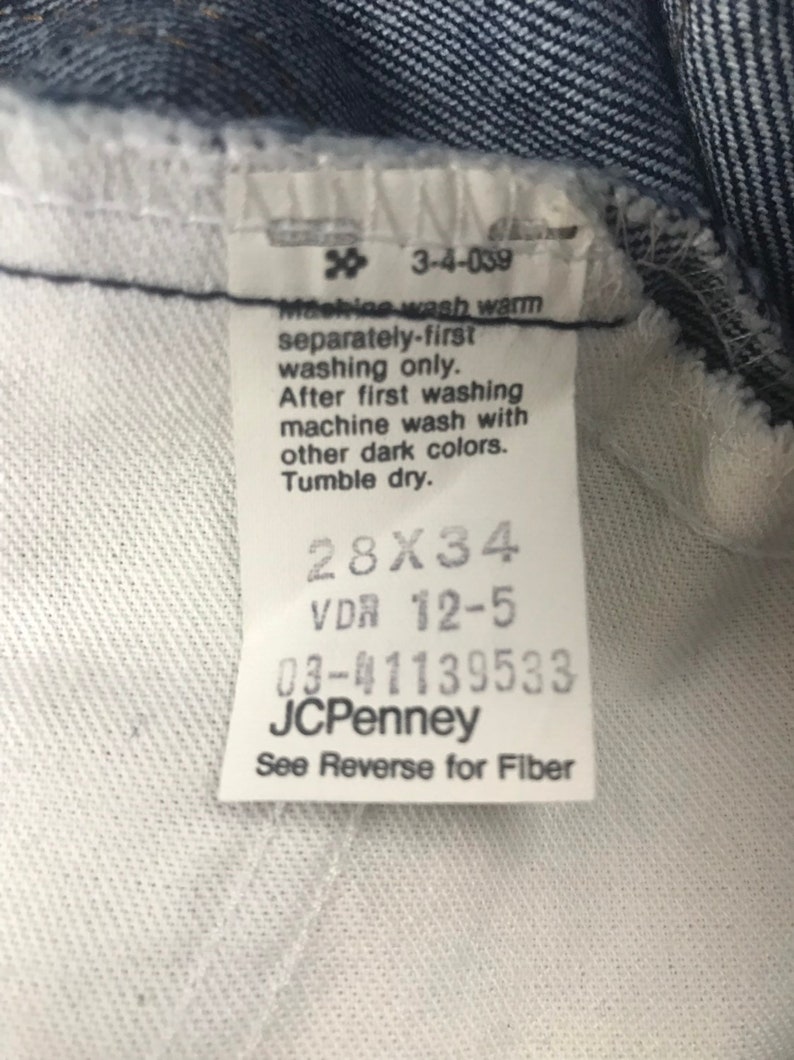 3-4-039
Machine wash warm
separately-first
washing only.
After first washing
machine wash with
other dark colors.
Tumble dry.
28X34
VDR 12-5
03-41139533
JCPenney
See Reverse for Fiber